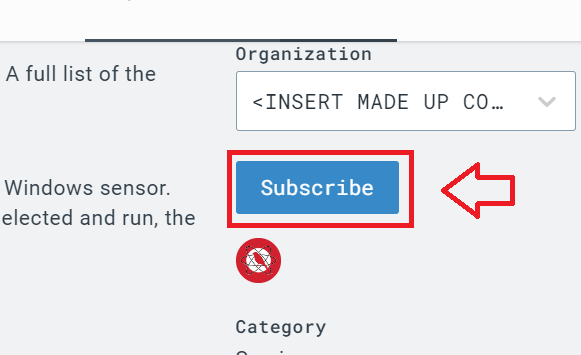 Organization
A full list of the
<INSERT MADE UP CO…
Windows sensor.
Subscribe
elected and run, the
Category